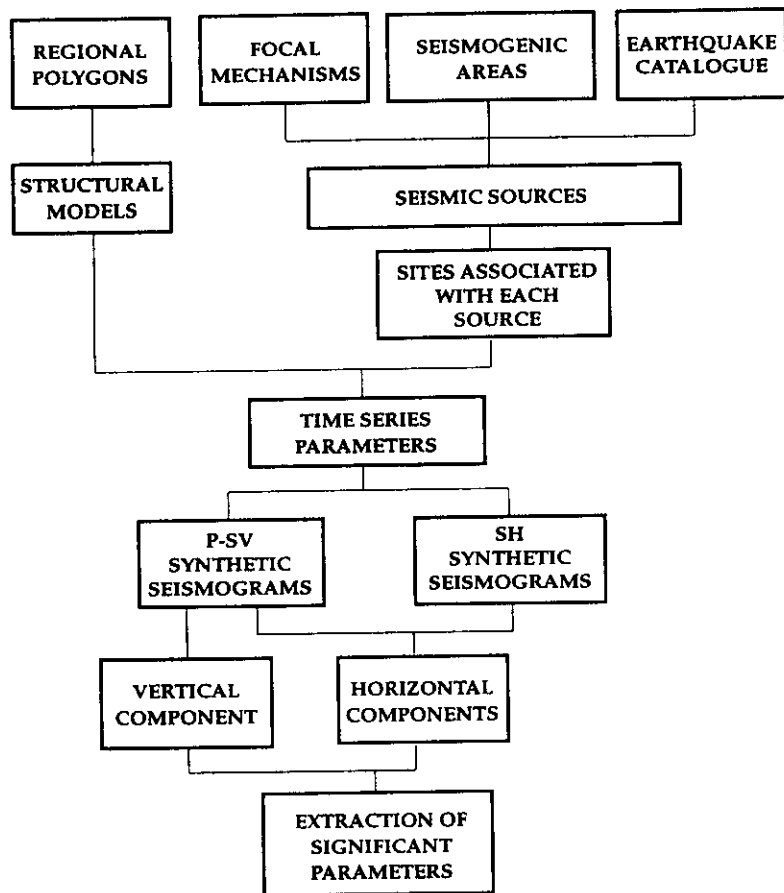 REGIONAL
POLYGONS
FOCAL
MECHANISMS
SEISMOGENIC
AREAS
EARTHQUAKE
CATALOGUE
STRUCTURAL
MODELS
SEISMIC SOURCES
SITES ASSOCIATED
WITH EACH
SOURCE
TIME SERIES
PARAMETERS
P-SV
SYNTHETIC
SEISMOGRAMS
SH
SYNTHETIC
SEISMOGRAMS
VERTICAL
COMPONENT
HORIZONTAL
COMPONENTS
EXTRACTION OF
SIGNIFICANT
PARAMETERS